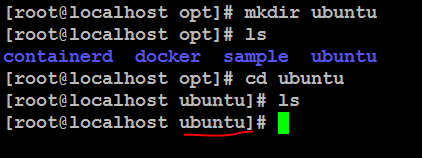 [root@localhost opt]# mkdir ubuntu
[root@localhost opt]# ls
containerd  docker  sample  ubuntu
[root@localhost opt]# cd ubuntu
[root@localhost ubuntu]# ls
[root@localhost ubuntu]#